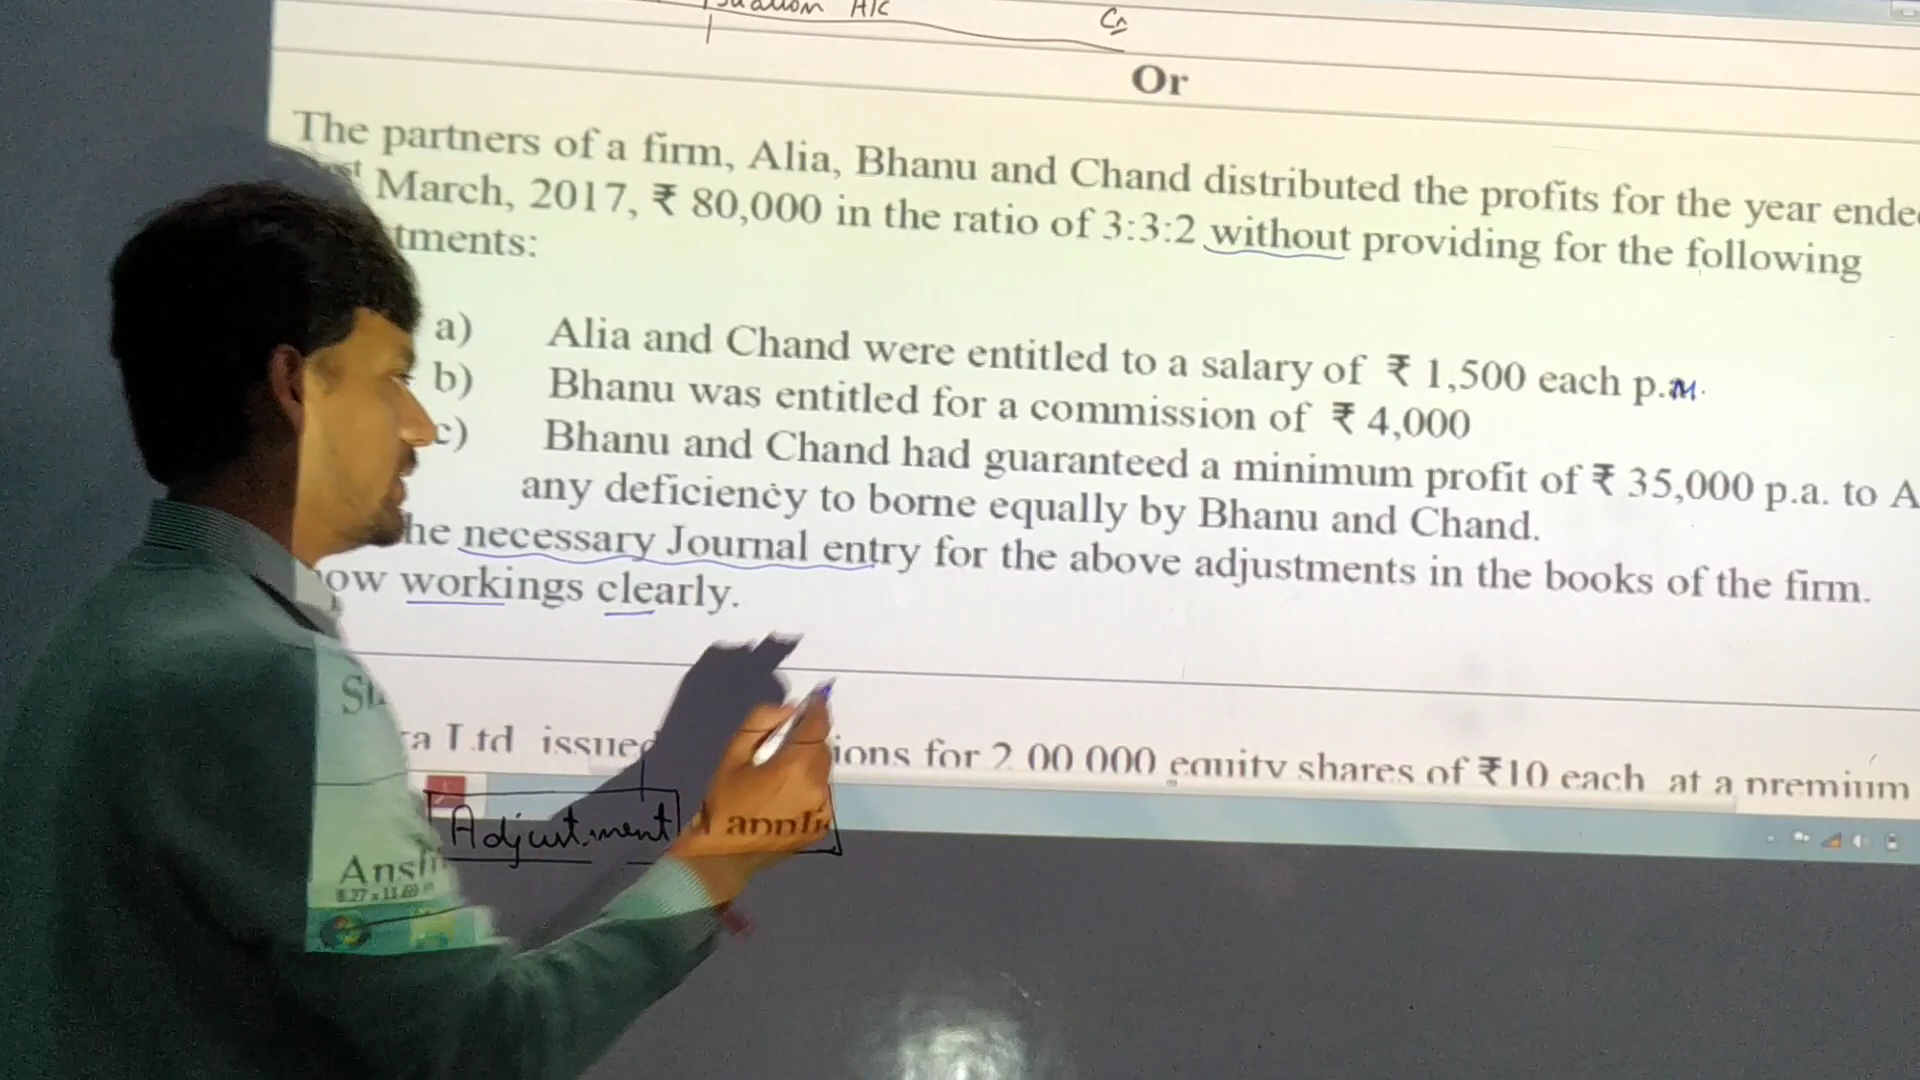 A/c
Cr
Or
The partners of a firm, Alia, Bhanu and Chand distributed the profits for the year ende
st March, 2017, ₹ 80,000 in the ratio of 3:3:2 without providing for the following
tments:
a) Alia and Chand were entitled to a salary of ₹ 1,500 each p.M.
b) Bhanu was entitled for a commission of ₹ 4,000
c) Bhanu and Chand had guaranteed a minimum profit of ₹ 35,000 p.a. to A
any deficiency to borne equally by Bhanu and Chand.
he necessary Journal entry for the above adjustments in the books of the firm.
ow workings clearly.
a Ltd issued ions for 2 00 000 equity shares of ₹10 each at a premium
Adjustment